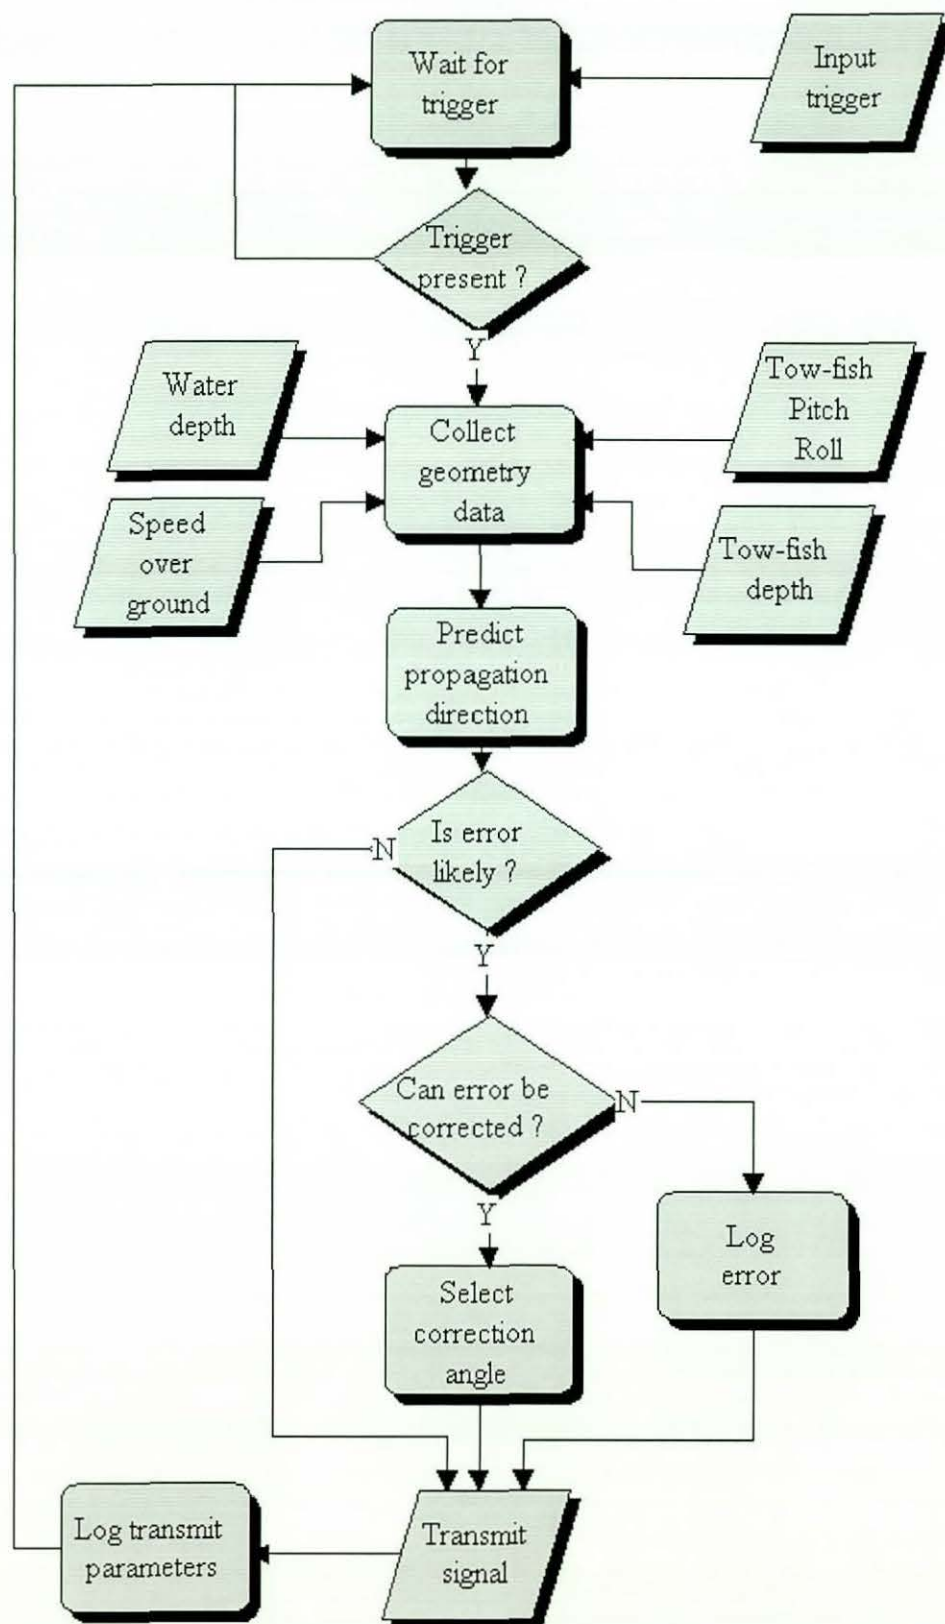 Wait for
trigger
Input
trigger
Trigger
present ?
Y
Water
depth
Tow-fish
Pitch
Roll
Collect
geometry
data
Speed
over
ground
Tow-fish
depth
Predict
propagation
direction
Is error
likely ?
N
Y
Can error be
corrected ?
N
Y
Log
error
Select
correction
angle
Log transmit
parameters
Transmit
signal